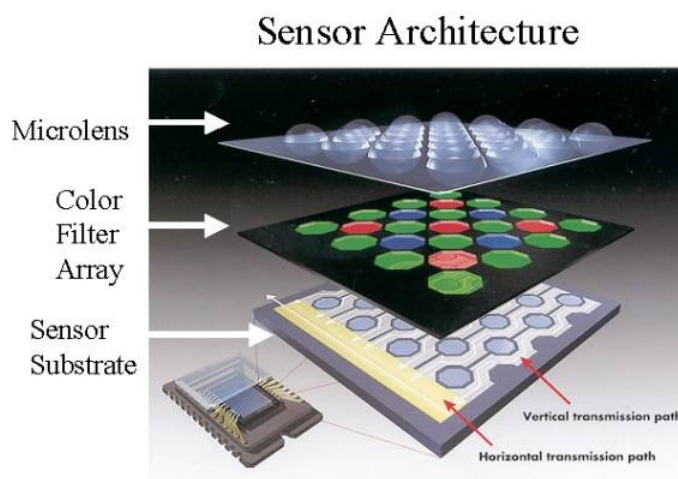 Sensor Architecture
Microlens
Color
Filter
Array
Sensor
Substrate
Vertical transmission path
Horizontal transmission path